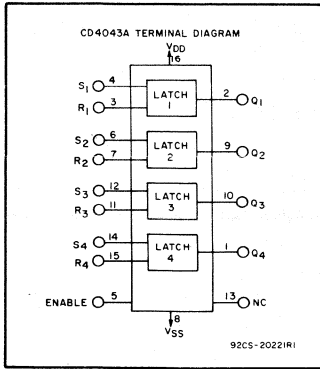 CD4043A TERMINAL DIAGRAM
VDD
16
S1 4
R1 3
LATCH
1
2 Q1
S2 6
R2 7
LATCH
2
9 Q2
S3 12
R3 11
LATCH
3
10 Q3
S4 14
R4 15
LATCH
4
1 Q4
ENABLE 5
13 NC
8
VSS
92CS-20221R1